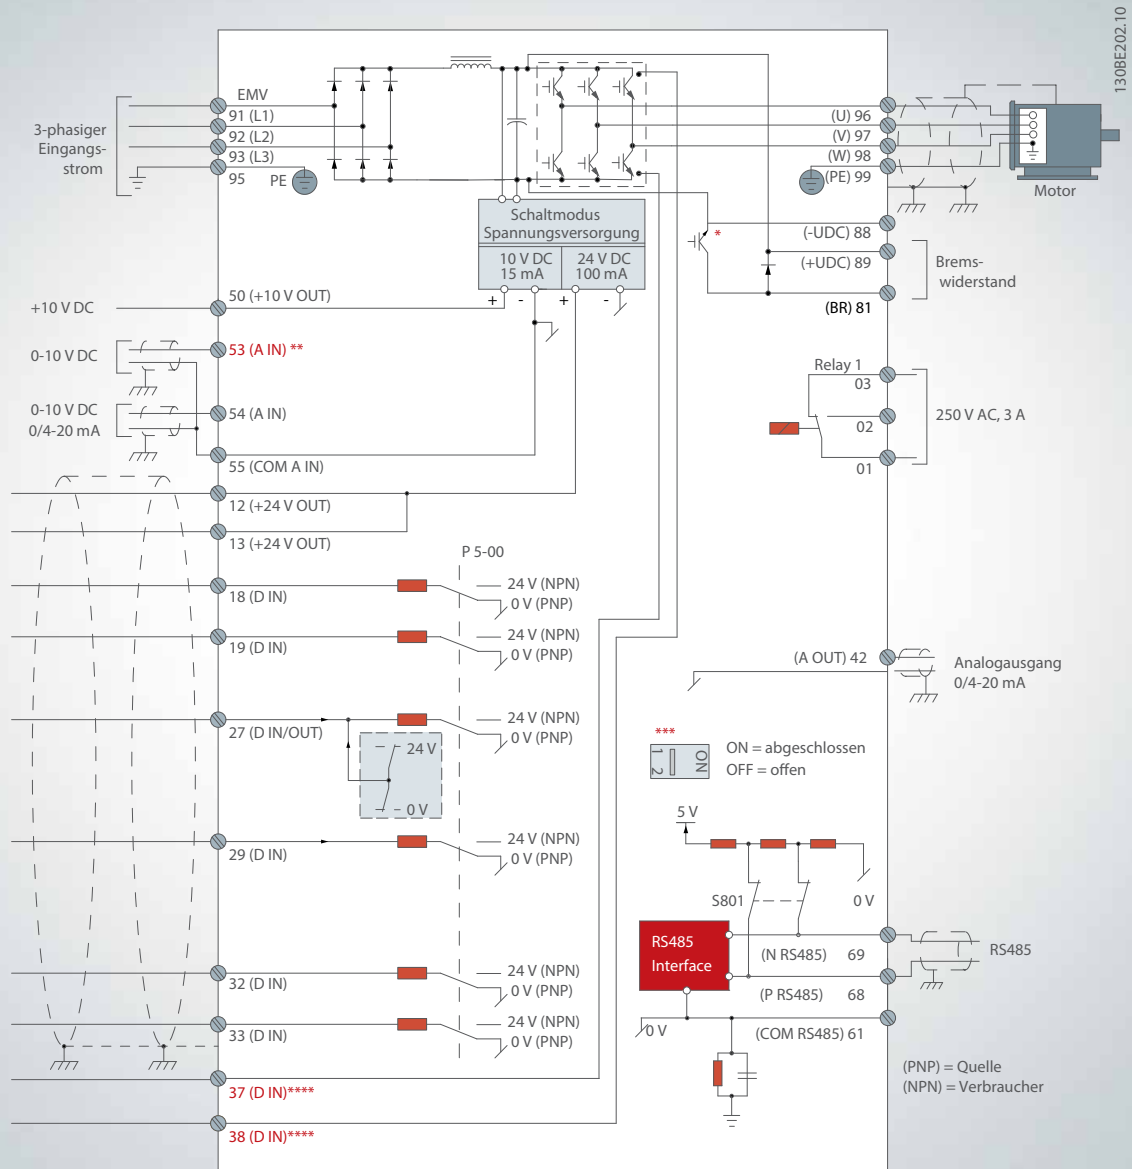 130BE202.10
3-phasiger
Eingangs-
strom
EMV
91 (L1)
92 (L2)
93 (L3)
95
PE
(U) 96
(V) 97
(W) 98
(PE) 99
Motor
Schaltmodus
Spannungsversorgung
10 V DC
15 mA
24 V DC
100 mA
+ - + -
*
(-UDC) 88
(+UDC) 89
(BR) 81
Brems-
widerstand
+10 V DC
50 (+10 V OUT)
0-10 V DC
53 (A IN) **
0-10 V DC
0/4-20 mA
54 (A IN)
55 (COM A IN)
Relay 1
03
02
01
250 V AC, 3 A
12 (+24 V OUT)
13 (+24 V OUT)
P 5-00
18 (D IN)
24 V (NPN)
0 V (PNP)
19 (D IN)
24 V (NPN)
0 V (PNP)
27 (D IN/OUT)
24 V (NPN)
0 V (PNP)
24 V
0 V
29 (D IN)
24 V (NPN)
0 V (PNP)
32 (D IN)
24 V (NPN)
0 V (PNP)
33 (D IN)
24 V (NPN)
0 V (PNP)
37 (D IN)****
38 (D IN)****
(A OUT) 42
Analogausgang
0/4-20 mA
***
1 2
ON
ON = abgeschlossen
OFF = offen
5 V
S801
0 V
RS485
Interface
(N RS485) 69
(P RS485) 68
RS485
0 V
(COM RS485) 61
(PNP) = Quelle
(NPN) = Verbraucher